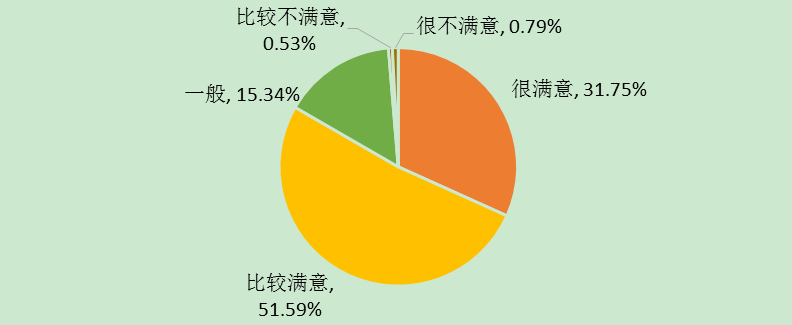 比较不满意,
0.53%
很不满意, 0.79%
一般, 15.34%
很满意, 31.75%
比较满意,
51.59%